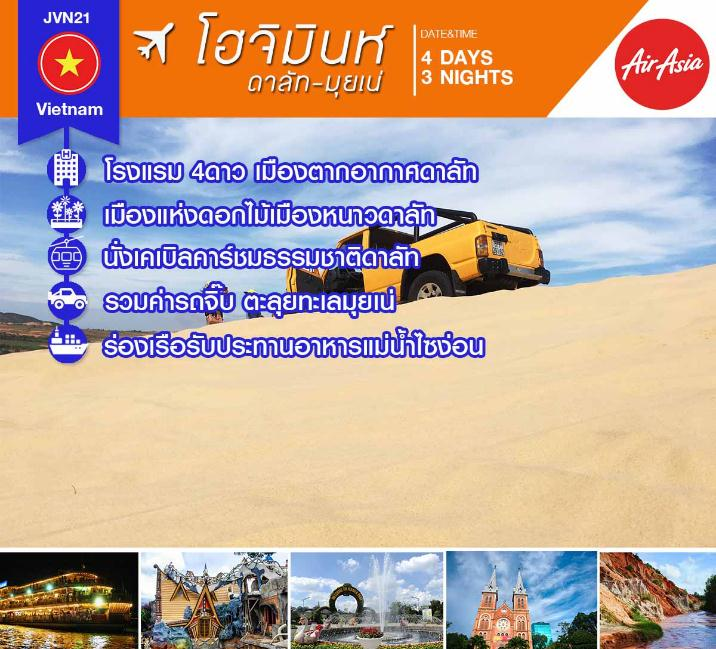 JVN21
Vietnam
โฮจิมินห์
ดาลัท-มุยเน่
DATE&TIME
4 DAYS
3 NIGHTS
AirAsia
โรงแรม 4ดาว เมืองตากอากาศดาลัท
เมืองแห่งดอกไม้เมืองหนาวดาลัท
นั่งเคเบิลคาร์ชมธรรมชาติดาลัท
รวมค่ารถจิ๊บ ตะลุยทะเลมุยเน่
ร่องเรือรับประทานอาหารแม่น้ำไซง่อน